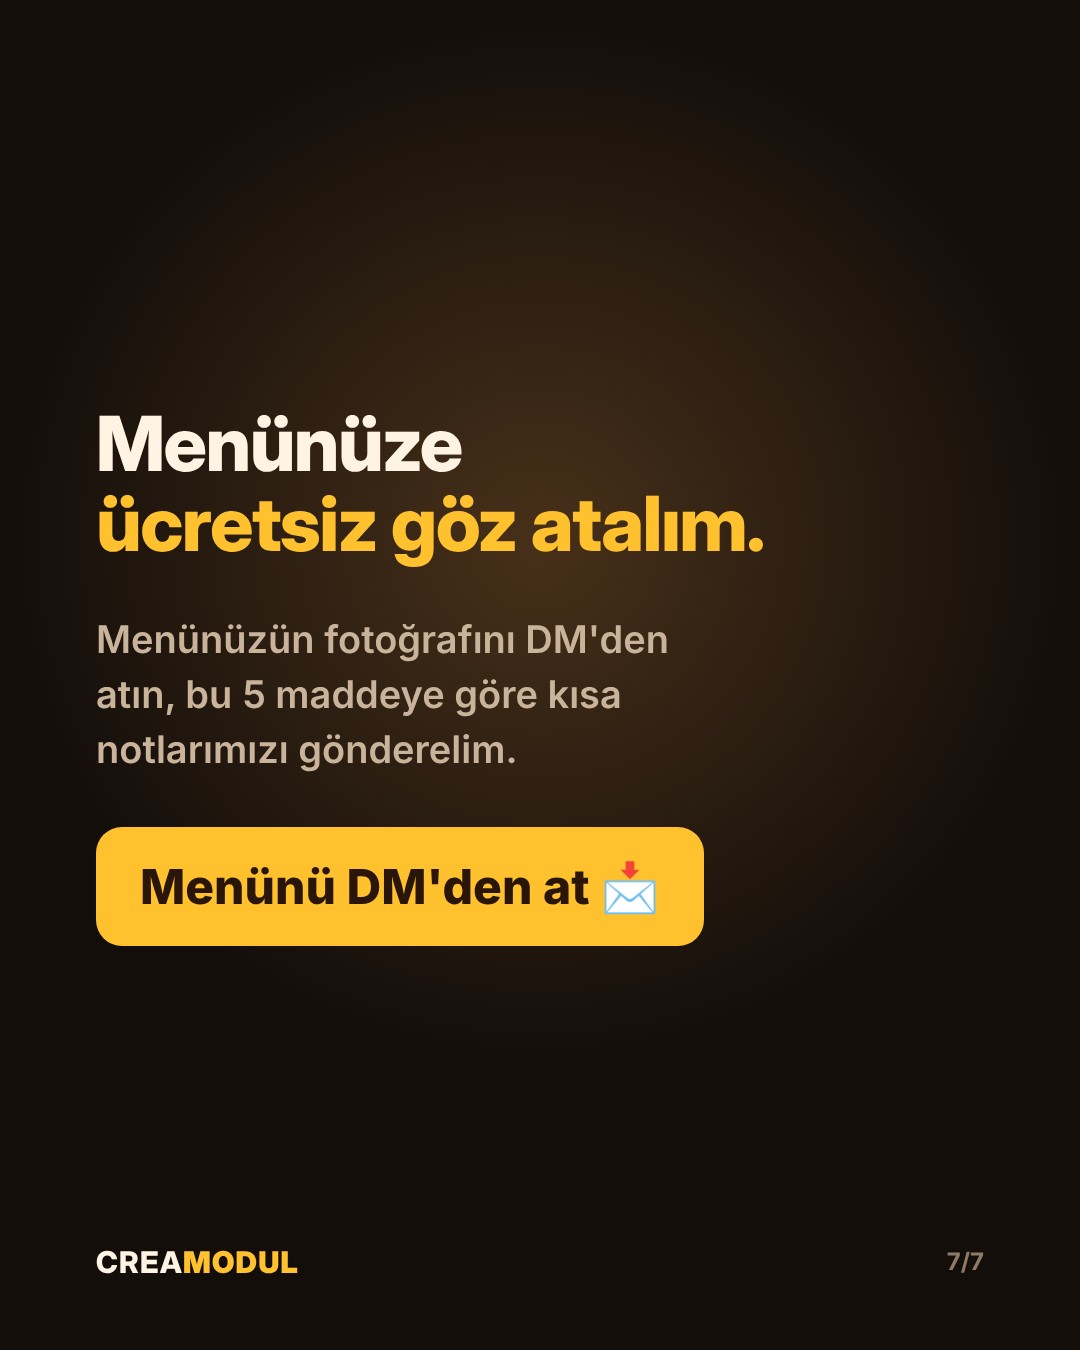 Menünüze
ücretsiz göz atalım.
Menünüzün fotoğrafını DM'den
atın, bu 5 maddeye göre kısa
notlarımızı gönderelim.
Menünü DM'den at 📩
CREAMODUL
7/7